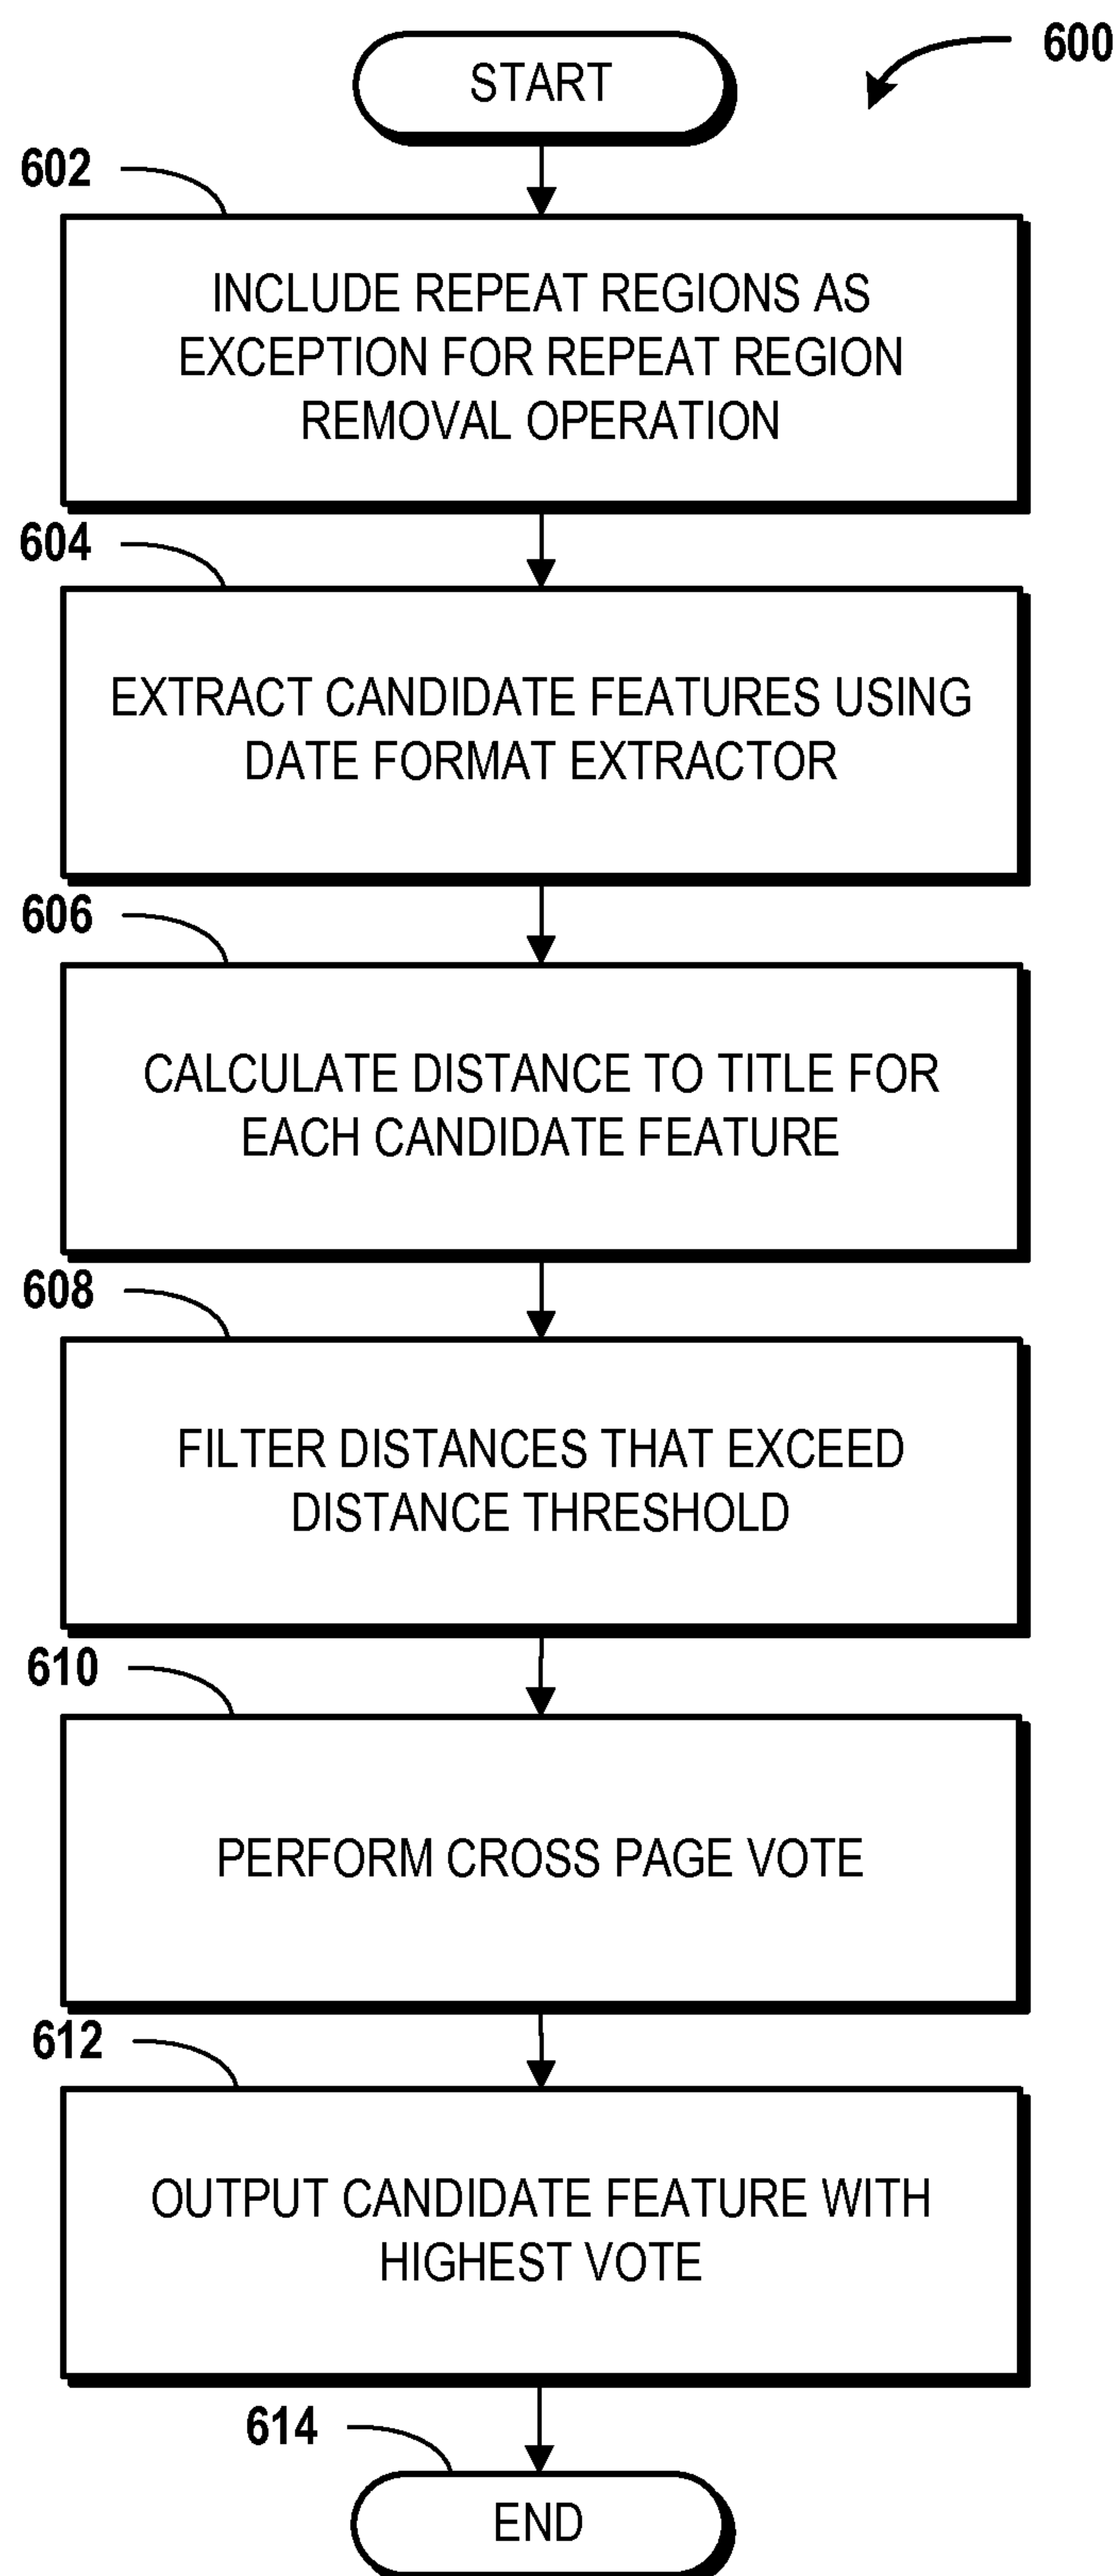 600
START
602
INCLUDE REPEAT REGIONS AS
EXCEPTION FOR REPEAT REGION
REMOVAL OPERATION
604
EXTRACT CANDIDATE FEATURES USING
DATE FORMAT EXTRACTOR
606
CALCULATE DISTANCE TO TITLE FOR
EACH CANDIDATE FEATURE
608
FILTER DISTANCES THAT EXCEED
DISTANCE THRESHOLD
610
PERFORM CROSS PAGE VOTE
612
OUTPUT CANDIDATE FEATURE WITH
HIGHEST VOTE
614
END